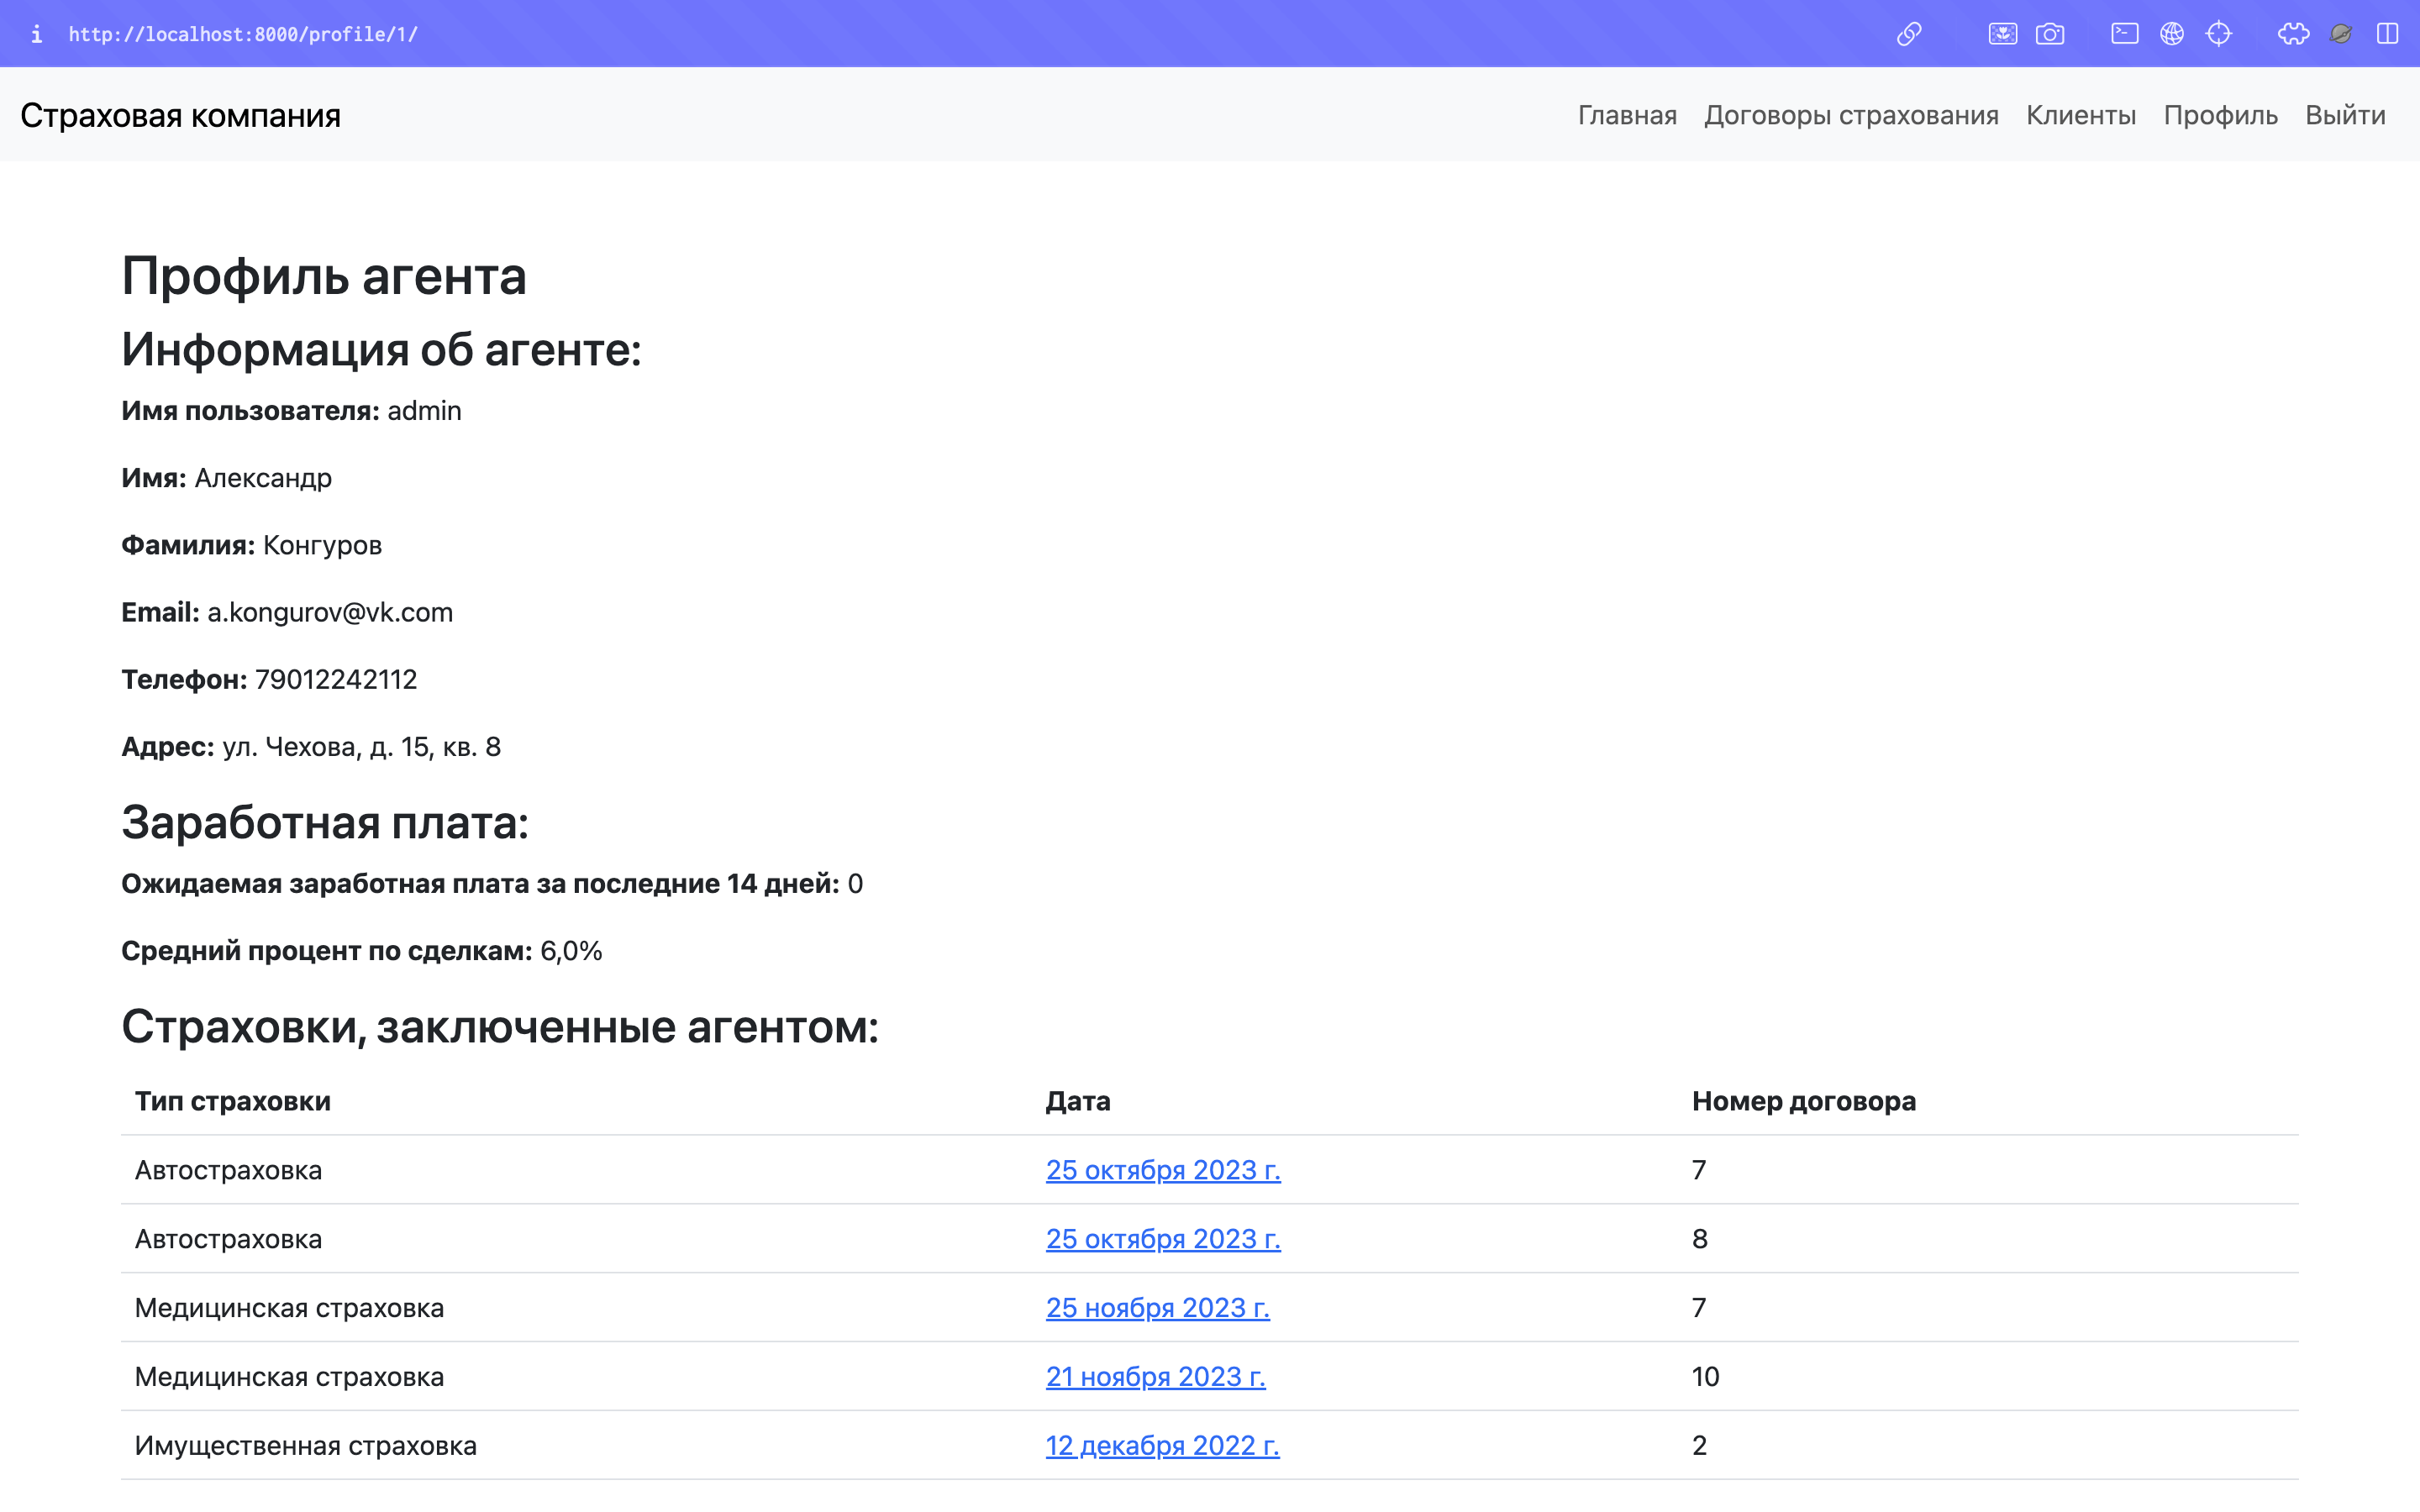 http://localhost:8000/profile/1/
Страховая компания
Главная Договоры страхования Клиенты Профиль Выйти
Профиль агента
Информация об агенте:
Имя пользователя: admin
Имя: Александр
Фамилия: Конгуров
Email: a.kongurov@vk.com
Телефон: 79012242112
Адрес: ул. Чехова, д. 15, кв. 8
Заработная плата:
Ожидаемая заработная плата за последние 14 дней: 0
Средний процент по сделкам: 6,0%
Страховки, заключенные агентом:
Тип страховки Дата Номер договора
Автостраховка 25 октября 2023 г. 7
Автостраховка 25 октября 2023 г. 8
Медицинская страховка 25 ноября 2023 г. 7
Медицинская страховка 21 ноября 2023 г. 10
Имущественная страховка 12 декабря 2022 г. 2